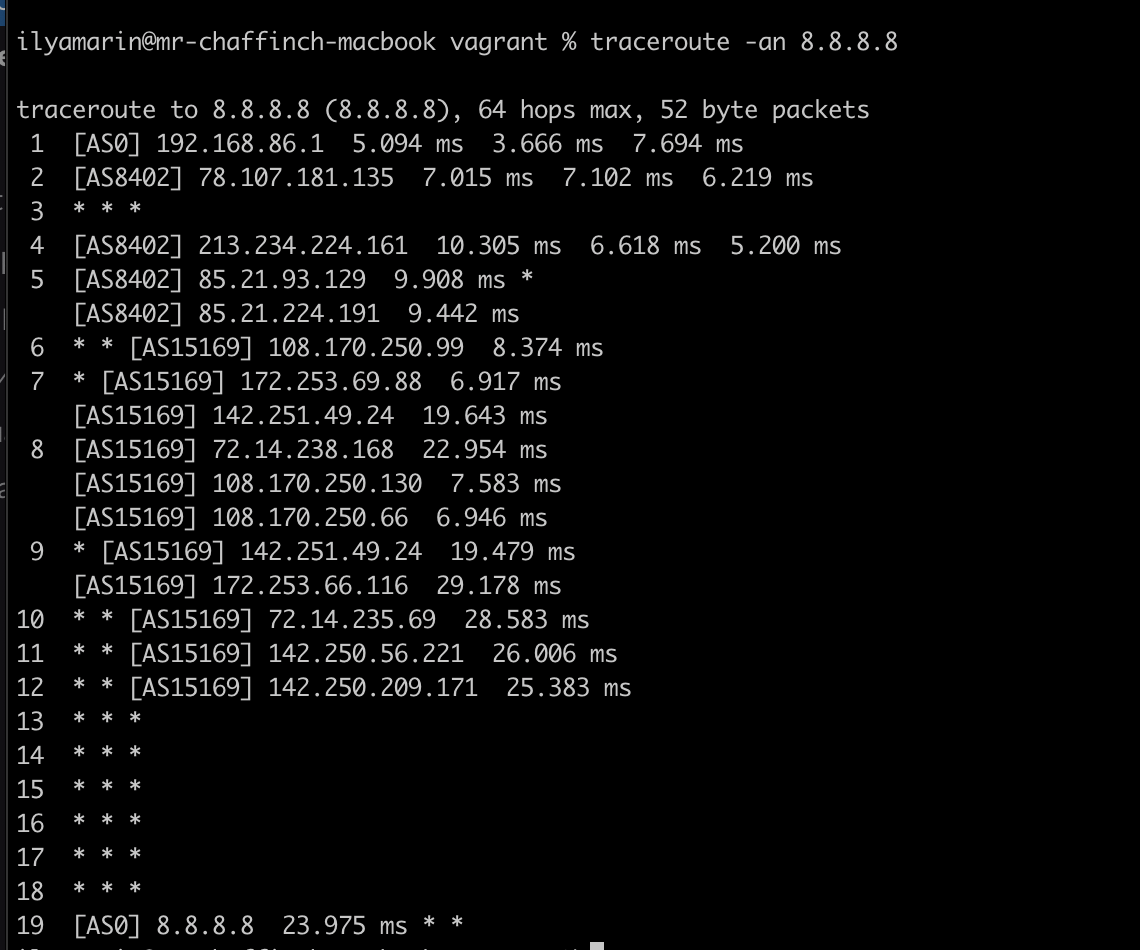 ilyamarin@mr-chaffinch-macbook vagrant % traceroute -an 8.8.8.8
traceroute to 8.8.8.8 (8.8.8.8), 64 hops max, 52 byte packets
1 [AS0] 192.168.86.1 5.094 ms 3.666 ms 7.694 ms
2 [AS8402] 78.107.181.135 7.015 ms 7.102 ms 6.219 ms
3 * * *
4 [AS8402] 213.234.224.161 10.305 ms 6.618 ms 5.200 ms
5 [AS8402] 85.21.93.129 9.908 ms *
[AS8402] 85.21.224.191 9.442 ms
6 * * [AS15169] 108.170.250.99 8.374 ms
7 * [AS15169] 172.253.69.88 6.917 ms
[AS15169] 142.251.49.24 19.643 ms
8 [AS15169] 72.14.238.168 22.954 ms
[AS15169] 108.170.250.130 7.583 ms
[AS15169] 108.170.250.66 6.946 ms
9 * [AS15169] 142.251.49.24 19.479 ms
[AS15169] 172.253.66.116 29.178 ms
10 * * [AS15169] 72.14.235.69 28.583 ms
11 * * [AS15169] 142.250.56.221 26.006 ms
12 * * [AS15169] 142.250.209.171 25.383 ms
13 * * *
14 * * *
15 * * *
16 * * *
17 * * *
18 * * *
19 [AS0] 8.8.8.8 23.975 ms * *